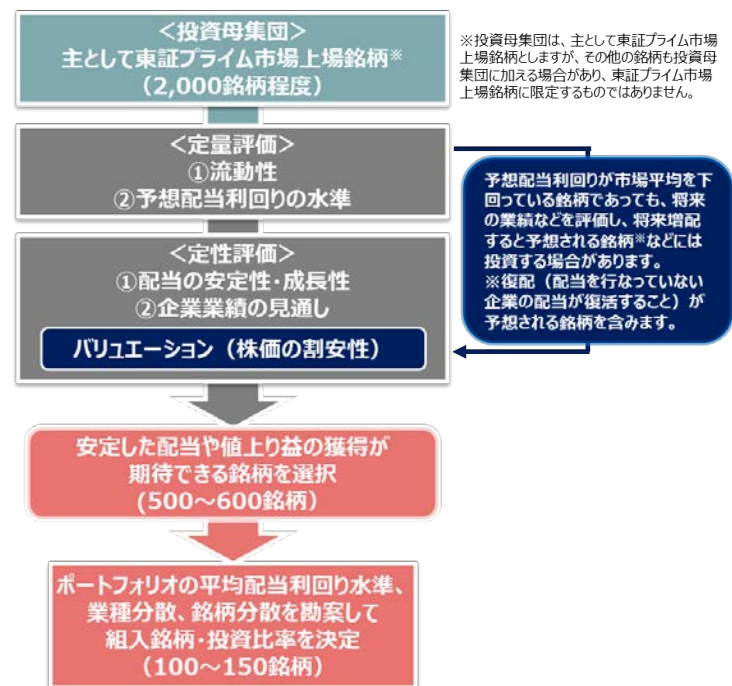 <投資母集団>
主として東証プライム市場上場銘柄※
(2,000銘柄程度)
※投資母集団は、主として東証プライム市場
上場銘柄としますが、その他の銘柄も投資母
集団に加える場合があり、東証プライム市場
上場銘柄に限定するものではありません。
<定量評価>
①流動性
②予想配当利回りの水準
予想配当利回りが市場平均を下
回っている銘柄であっても、将来
の業績などを評価し、将来増配
すると予想される銘柄※などには
投資する場合があります。
※復配（配当を行なっていない
企業の配当が復活すること）が
予想される銘柄を含みます。
<定性評価>
①配当の安定性・成長性
②企業業績の見通し
バリュエーション（株価の割安性）
安定した配当や値上り益の獲得が
期待できる銘柄を選択
(500～600銘柄)
ポートフォリオの平均配当利回り水準、
業種分散、銘柄分散を勘案して
組入銘柄・投資比率を決定
(100～150銘柄)